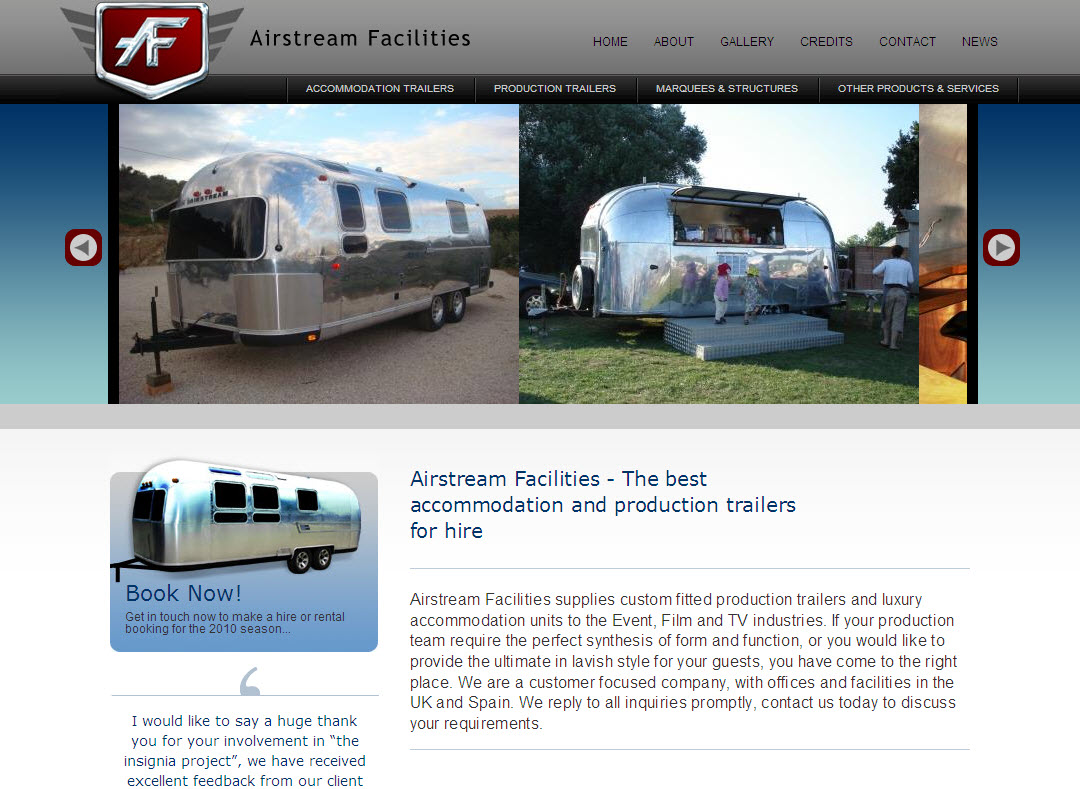 AF
Airstream Facilities
HOME ABOUT GALLERY CREDITS CONTACT NEWS
ACCOMMODATION TRAILERS PRODUCTION TRAILERS MARQUEES & STRUCTURES OTHER PRODUCTS & SERVICES
AIRSTREAM
Airstream Facilities - The best
accommodation and production trailers
for hire
Book Now!
Get in touch now to make a hire or rental
booking for the 2010 season...
Airstream Facilities supplies custom fitted production trailers and luxury
accommodation units to the Event, Film and TV industries. If your production
team require the perfect synthesis of form and function, or you would like to
provide the ultimate in lavish style for your guests, you have come to the right
place. We are a customer focused company, with offices and facilities in the
UK and Spain. We reply to all inquiries promptly, contact us today to discuss
your requirements.
“
I would like to say a huge thank
you for your involvement in “the
insignia project”, we have received
excellent feedback from our client